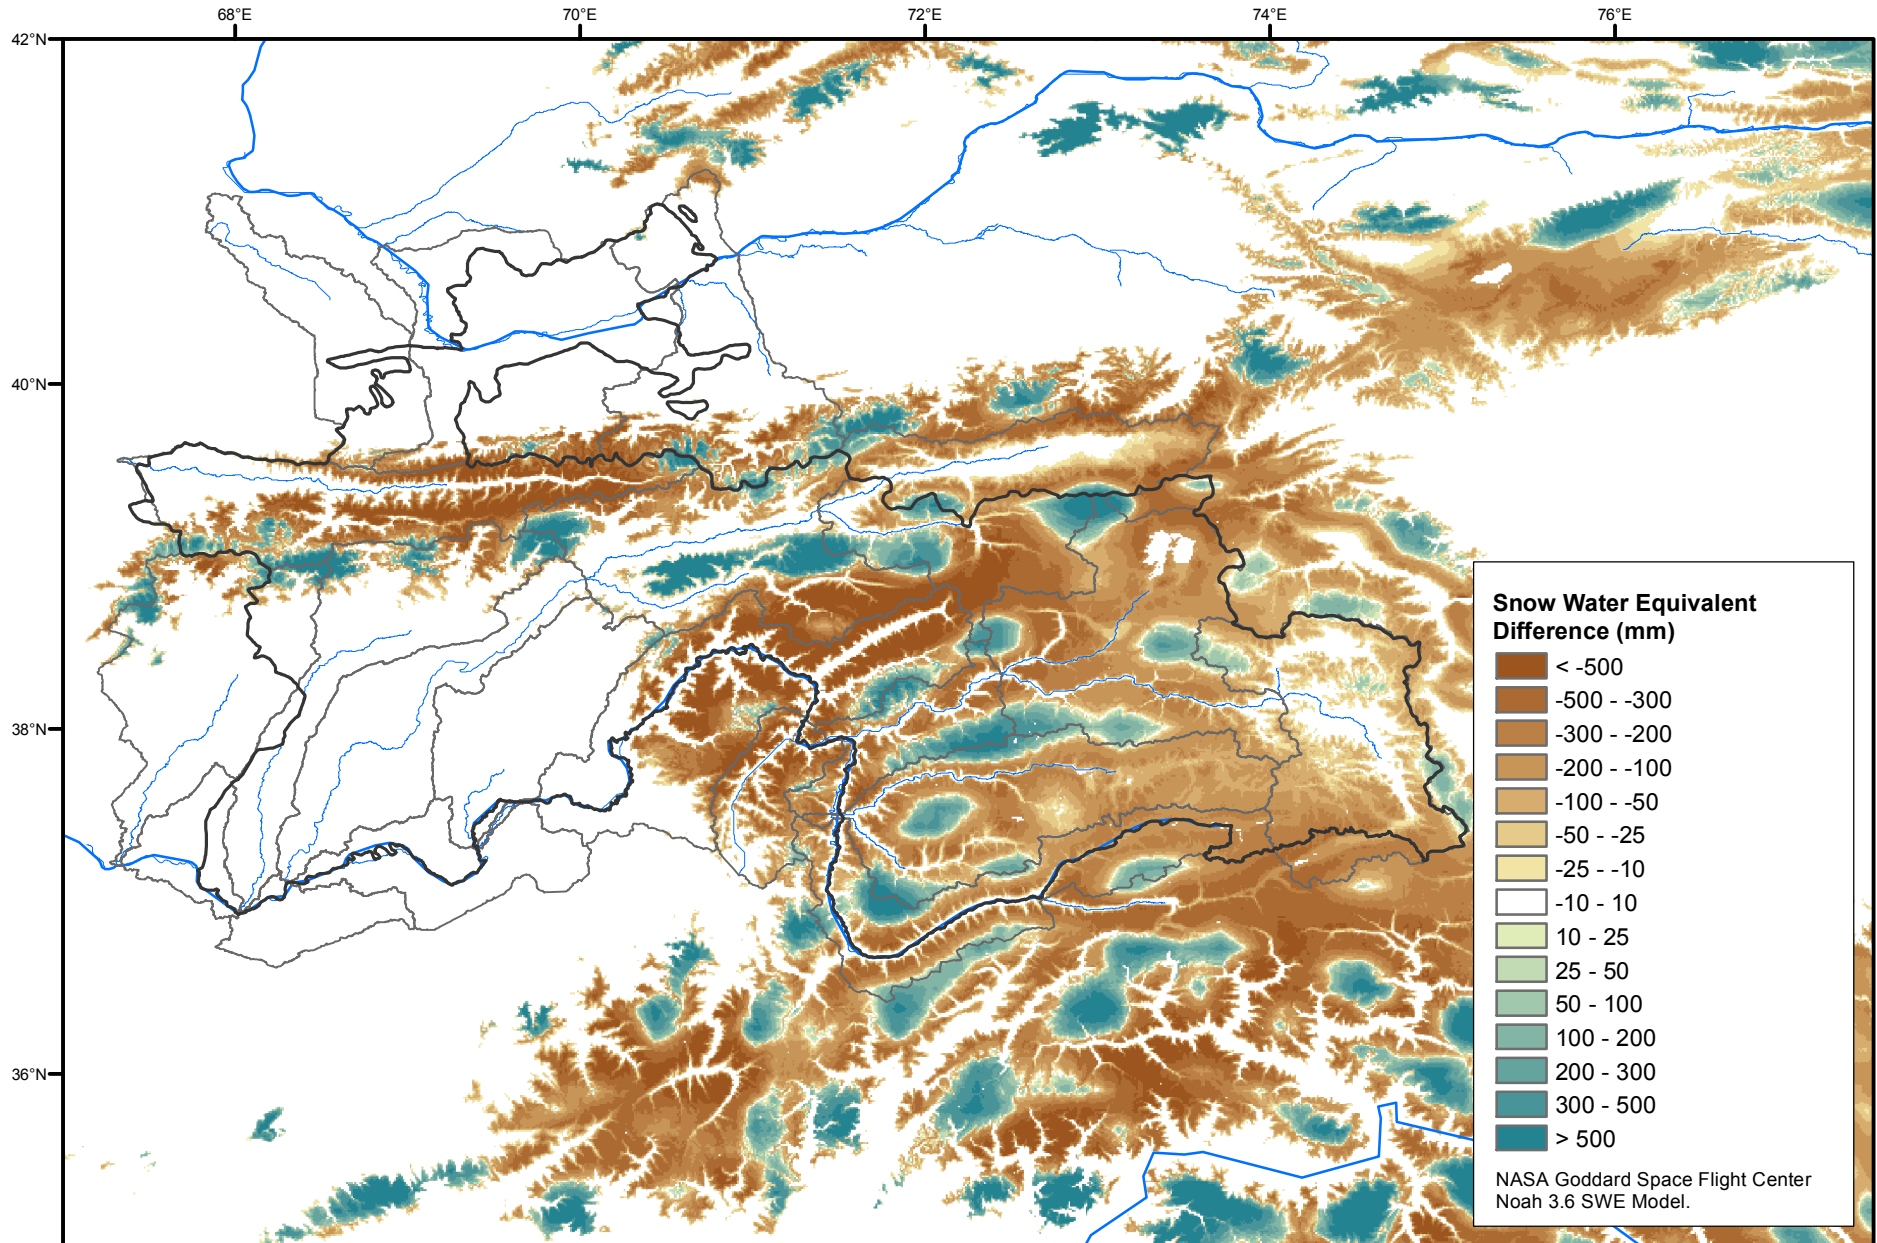 68°E 70°E 72°E 74°E 76°E
42°N
40°N
38°N
36°N
Snow Water Equivalent
Difference (mm)
< -500
-500 - -300
-300 - -200
-200 - -100
-100 - -50
-50 - -25
-25 - -10
-10 - 10
10 - 25
25 - 50
50 - 100
100 - 200
200 - 300
300 - 500
> 500
NASA Goddard Space Flight Center
Noah 3.6 SWE Model.